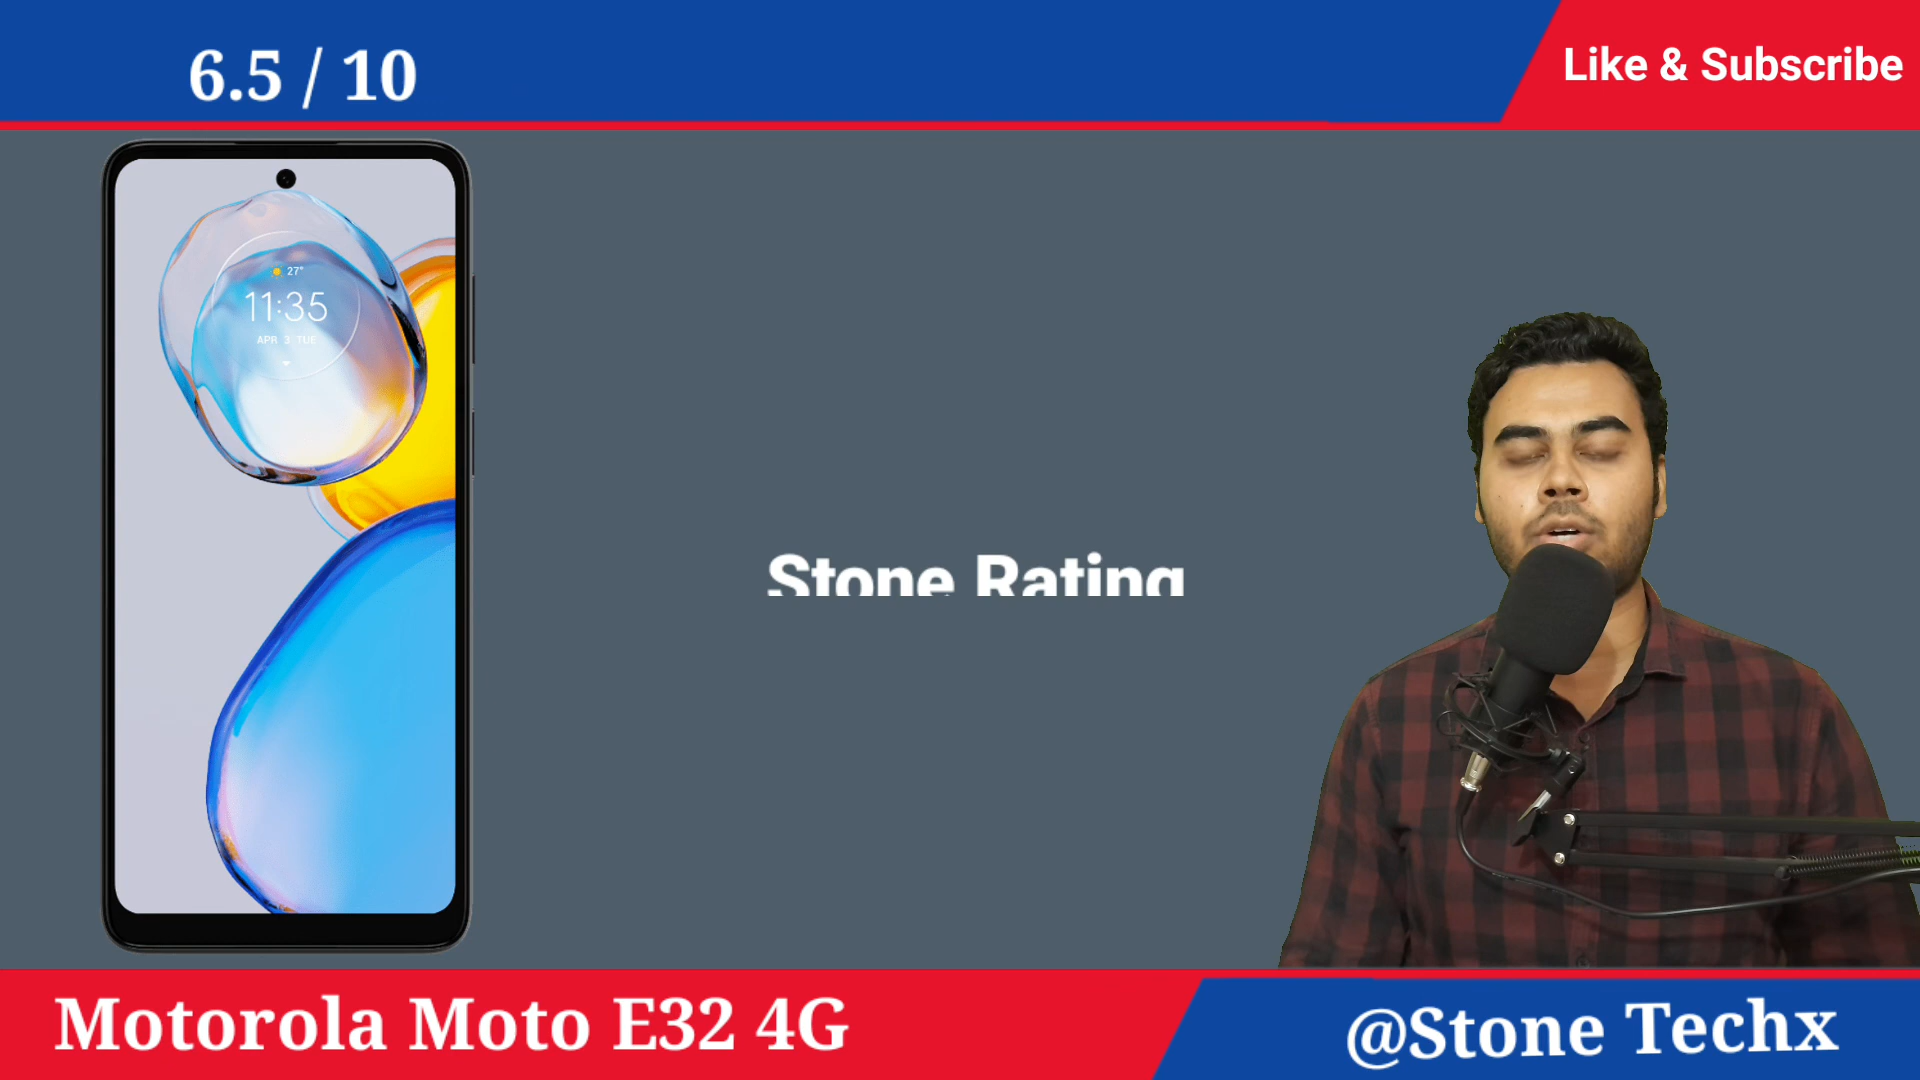 6.5 / 10
Like & Subscribe
27°
11:35
APR 3 TUE
Stone Rating
Motorola Moto E32 4G
@Stone Techx